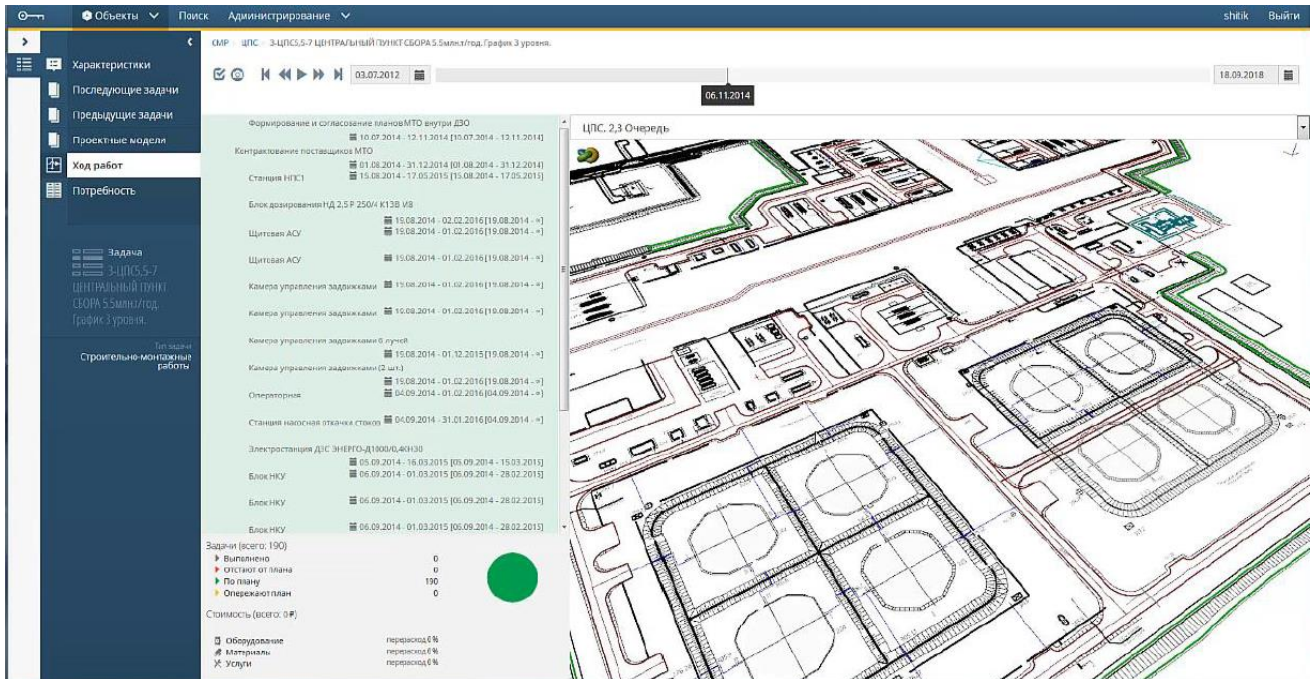 Объекты Поиск Администрирование shitik Выйти
Характеристики
Последующие задачи
Предыдущие задачи
Проектные модели
Ход работ
Потребность
Задача
3-ЦПС5,5-7
ЦЕНТРАЛЬНЫЙ ПУНКТ
СБОРА 5.5млн.т/год.
График 3 уровня.
Тип задачи
Строительно-монтажные
работы
СМР ЦПС 3-ЦПС5,5-7 ЦЕНТРАЛЬНЫЙ ПУНКТ СБОРА 5.5млн.т/год. График 3 уровня.
03.07.2012 18.09.2018
06.11.2014
Формирование и согласование планов МТО внутри ДЗО
10.07.2014 - 12.11.2014 [10.07.2014 - 12.11.2014]
Контрактование поставщиков МТО
01.08.2014 - 31.12.2014 [01.08.2014 - 31.12.2014]
Станция НПС1 15.08.2014 - 17.05.2015 [15.08.2014 - 17.05.2015]
Блок дозирования НД 2,5 Р 250/4 К13В И8
19.08.2014 - 02.02.2016 [19.08.2014 - ∞]
Щитовая АСУ 19.08.2014 - 01.02.2016 [19.08.2014 - ∞]
Щитовая АСУ 19.08.2014 - 01.02.2016 [19.08.2014 - ∞]
Камера управления задвижками 19.08.2014 - 01.02.2016 [19.08.2014 - ∞]
Камера управления задвижками 19.08.2014 - 01.02.2016 [19.08.2014 - ∞]
Камера управления задвижками 6 лучей
19.08.2014 - 01.12.2015 [19.08.2014 - ∞]
Камера управления задвижками (2 шт.)
19.08.2014 - 01.02.2016 [19.08.2014 - ∞]
Операторная 04.09.2014 - 01.02.2016 [04.09.2014 - ∞]
Станция насосная откачки стоков 04.09.2014 - 31.01.2016 [04.09.2014 - ∞]
Электростанция ДЭС ЭНЕРГО-Д1000/0,4КН30
05.09.2014 - 16.03.2015 [05.09.2014 - 15.03.2015]
Блок НКУ 06.09.2014 - 01.03.2015 [06.09.2014 - 28.02.2015]
Блок НКУ 06.09.2014 - 01.03.2015 [06.09.2014 - 28.02.2015]
Блок НКУ 06.09.2014 - 01.03.2015 [06.09.2014 - 28.02.2015]
Задачи (всего: 190)
Выполнено 0
Отстают от плана 0
По плану 190
Опережают план 0
Стоимость (всего: 0 ₽)
Оборудование перерасход 0 %
Материалы перерасход 0 %
Услуги перерасход 0 %
ЦПС, 2,3 Очередь